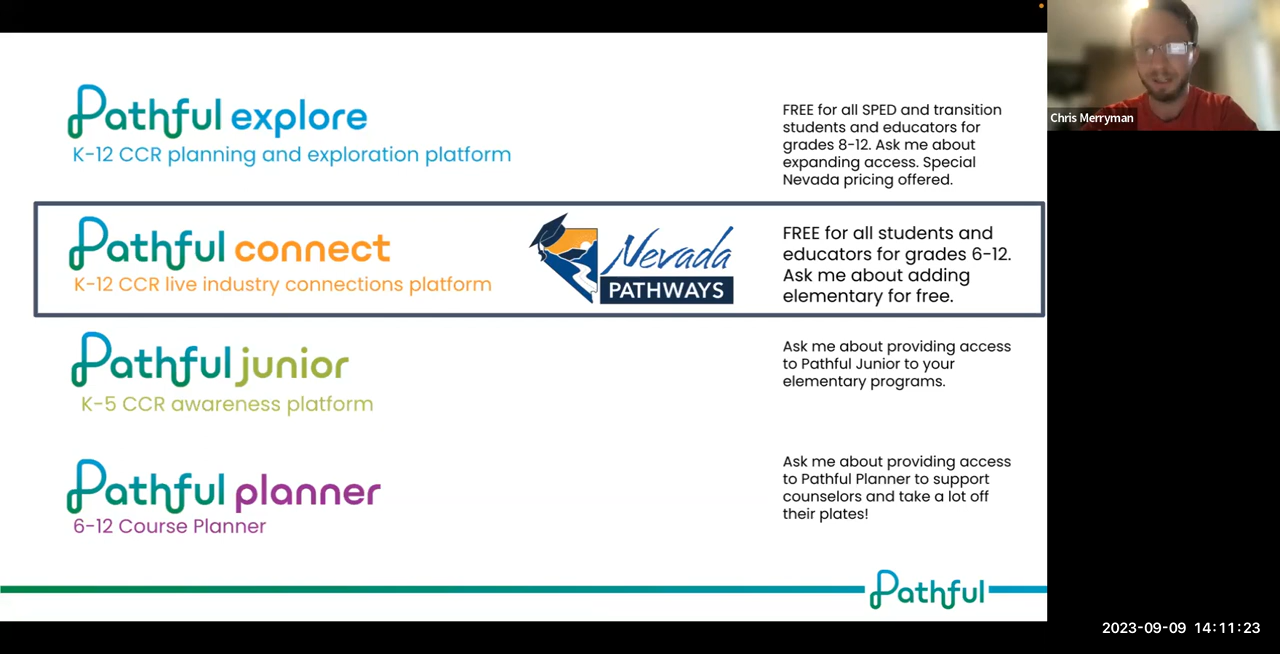 Pathful explore
K-12 CCR planning and exploration platform
FREE for all SPED and transition
students and educators for
grades 8-12. Ask me about
expanding access. Special
Nevada pricing offered.
Chris Merryman
Pathful connect
K-12 CCR live industry connections platform
Nevada
PATHWAYS
FREE for all students and
educators for grades 6-12.
Ask me about adding
elementary for free.
Pathful junior
K-5 CCR awareness platform
Ask me about providing access
to Pathful Junior to your
elementary programs.
Pathful planner
6-12 Course Planner
Ask me about providing access
to Pathful Planner to support
counselors and take a lot off
their plates!
Pathful
2023-09-09 14:11:23